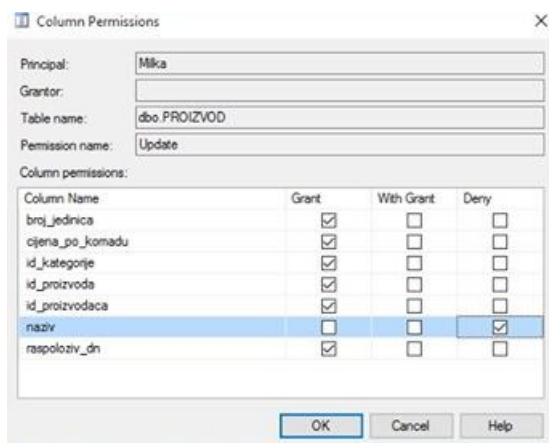 Column Permissions
Principal: Milka
Grantor:
Table name: dbo.PROIZVOD
Permission name: Update
Column permissions:
Column Name Grant With Grant Deny
broj_jedinica
cijena_po_komadu
id_kategorije
id_proizvoda
id_proizvodaca
naziv
raspoloziv_dn
OK Cancel Help